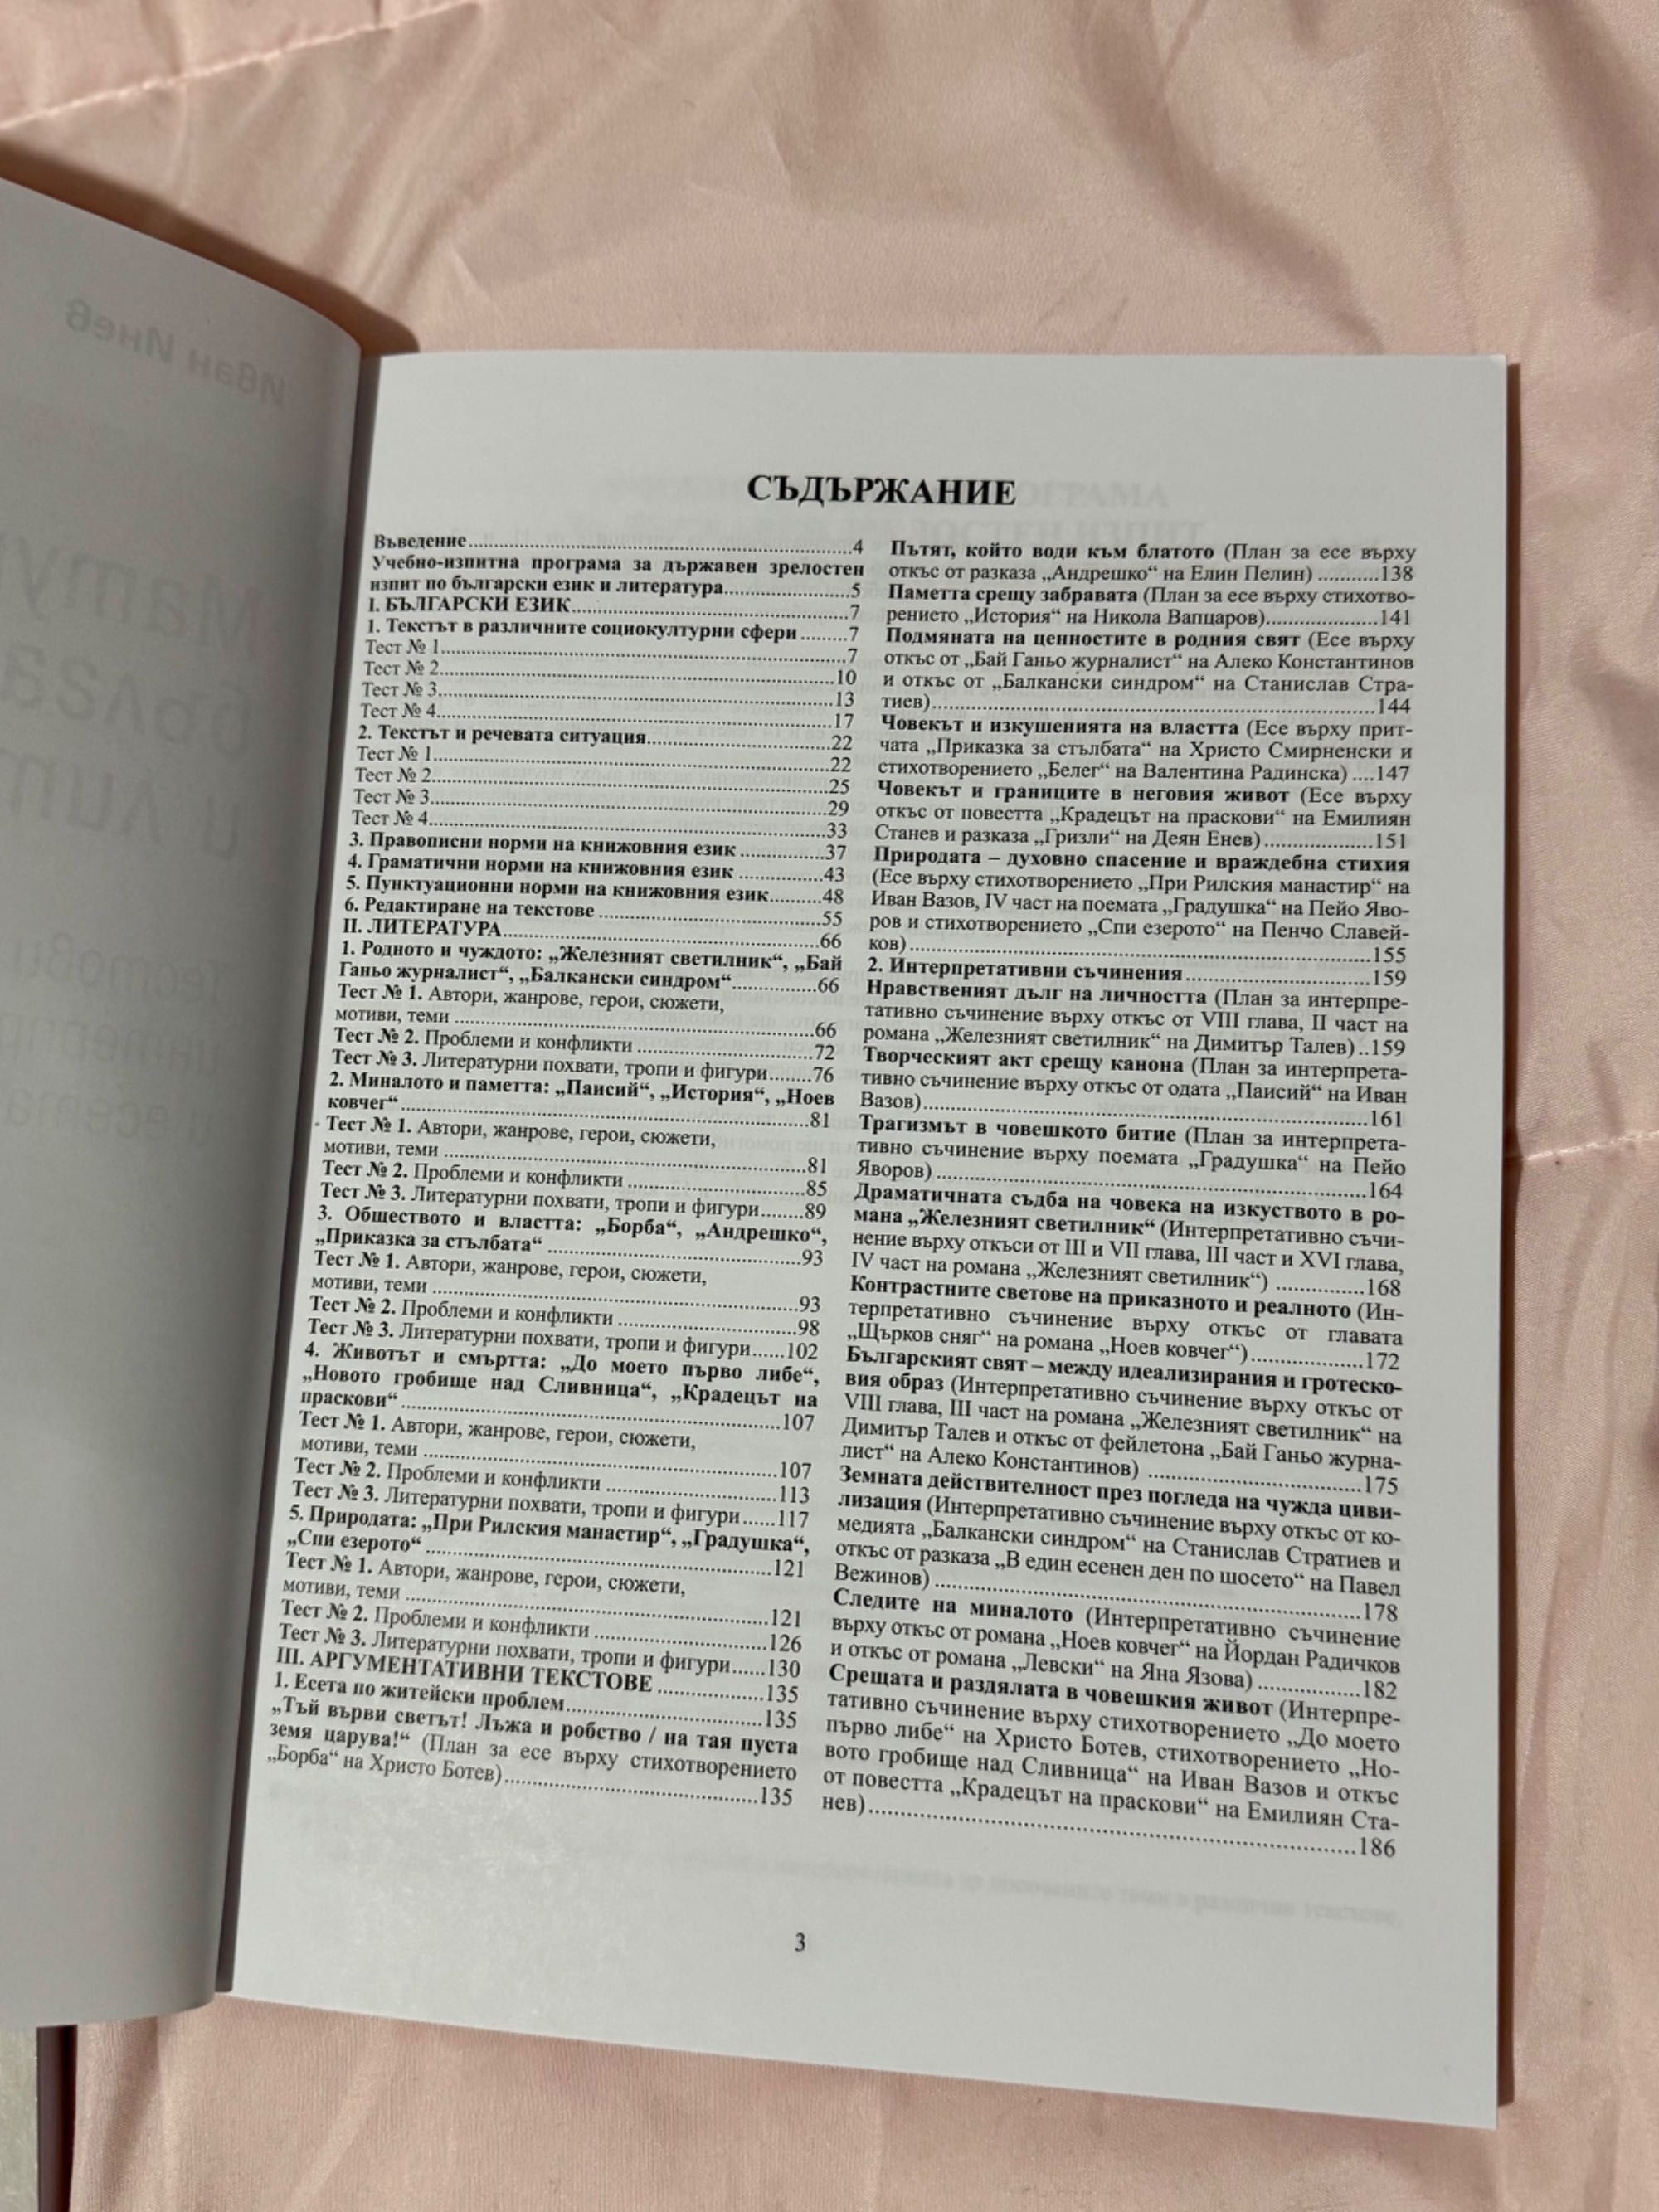 Иван Инев
СЪДЪРЖАНИЕ
Въведение....4
Учебно-изпитна програма за държавен зрелостен
изпит по български език и литература....5
I. БЪЛГАРСКИ ЕЗИК....7
1. Текстът в различните социокултурни сфери....7
Тест № 1....7
Тест № 2....10
Тест № 3....13
Тест № 4....17
2. Текстът и речевата ситуация....22
Тест № 1....22
Тест № 2....25
Тест № 3....29
Тест № 4....33
3. Правописни норми на книжовния език....37
4. Граматични норми на книжовния език....43
5. Пунктуационни норми на книжовния език....48
6. Редактиране на текстове....55
II. ЛИТЕРАТУРА....66
1. Родното и чуждото: „Железният светилник“, „Бай
Ганьо журналист“, „Балкански синдром“....66
Тест № 1. Автори, жанрове, герои, сюжети,
мотиви, теми....66
Тест № 2. Проблеми и конфликти....72
Тест № 3. Литературни похвати, тропи и фигури....76
2. Миналото и паметта: „Паисий“, „История“, „Ноев
ковчег“....81
Тест № 1. Автори, жанрове, герои, сюжети,
мотиви, теми....81
Тест № 2. Проблеми и конфликти....85
Тест № 3. Литературни похвати, тропи и фигури....89
3. Обществото и властта: „Борба“, „Андрешко“,
„Приказка за стълбата“....93
Тест № 1. Автори, жанрове, герои, сюжети,
мотиви, теми....93
Тест № 2. Проблеми и конфликти....98
Тест № 3. Литературни похвати, тропи и фигури....102
4. Животът и смъртта: „До моето първо либе“,
„Новото гробище над Сливница“, „Крадецът на
праскови“....107
Тест № 1. Автори, жанрове, герои, сюжети,
мотиви, теми....107
Тест № 2. Проблеми и конфликти....113
Тест № 3. Литературни похвати, тропи и фигури....117
5. Природата: „При Рилския манастир“, „Градушка“,
„Спи езерото“....121
Тест № 1. Автори, жанрове, герои, сюжети,
мотиви, теми....121
Тест № 2. Проблеми и конфликти....126
Тест № 3. Литературни похвати, тропи и фигури....130
III. АРГУМЕНТАТИВНИ ТЕКСТОВЕ....135
1. Есета по житейски проблем....135
„Тъй върви светът! Лъжа и робство / на тая пуста
земя царува!“ (План за есе върху стихотворението
„Борба“ на Христо Ботев)....135
Пътят, който води към блатото (План за есе върху
откъс от разказа „Андрешко“ на Елин Пелин)....138
Паметта срещу забравата (План за есе върху стихотво-
рението „История“ на Никола Вапцаров)....141
Подмяната на ценностите в родния свят (Есе върху
откъс от „Бай Ганьо журналист“ на Алеко Константинов
и откъс от „Балкански синдром“ на Станислав Стра-
тиев)....144
Човекът и изкушенията на властта (Есе върху прит-
чата „Приказка за стълбата“ на Христо Смирненски и
стихотворението „Белег“ на Валентина Радинска)....147
Човекът и границите в неговия живот (Есе върху
откъс от повестта „Крадецът на праскови“ на Емилиян
Станев и разказа „Гризли“ на Деян Енев)....151
Природата – духовно спасение и враждебна стихия
(Есе върху стихотворението „При Рилския манастир“ на
Иван Вазов, IV част на поемата „Градушка“ на Пейо Яво-
ров и стихотворението „Спи езерото“ на Пенчо Славей-
ков)....155
2. Интерпретативни съчинения....159
Нравственият дълг на личността (План за интерпре-
тативно съчинение върху откъс от VIII глава, II част на
романа „Железният светилник“ на Димитър Талев)..159
Творческият акт срещу канона (План за интерпрета-
тивно съчинение върху откъс от одата „Паисий“ на Иван
Вазов)....161
Трагизмът в човешкото битие (План за интерпрета-
тивно съчинение върху поемата „Градушка“ на Пейо
Яворов)....164
Драматичната съдба на човека на изкуството в ро-
мана „Железният светилник“ (Интерпретативно съчи-
нение върху откъси от III и VII глава, III част и XVI глава,
IV част на романа „Железният светилник“)....168
Контрастните светове на приказното и реалното (Ин-
терпретативно съчинение върху откъс от главата
„Щърков сняг“ на романа „Ноев ковчег“)....172
Българският свят – между идеализирания и гротеско-
вия образ (Интерпретативно съчинение върху откъс от
VIII глава, III част на романа „Железният светилник“ на
Димитър Талев и откъс от фейлетона „Бай Ганьо журна-
лист“ на Алеко Константинов)....175
Земната действителност през погледа на чужда циви-
лизация (Интерпретативно съчинение върху откъс от ко-
медията „Балкански синдром“ на Станислав Стратиев и
откъс от разказа „В един есенен ден по шосето“ на Павел
Вежинов)....178
Следите на миналото (Интерпретативно съчинение
върху откъс от романа „Ноев ковчег“ на Йордан Радичков
и откъс от романа „Левски“ на Яна Язова)....182
Срещата и раздялата в човешкия живот (Интерпре-
тативно съчинение върху стихотворението „До моето
първо либе“ на Христо Ботев, стихотворението „Но-
вото гробище над Сливница“ на Иван Вазов и откъс
от повестта „Крадецът на праскови“ на Емилиян Ста-
нев)....186
3